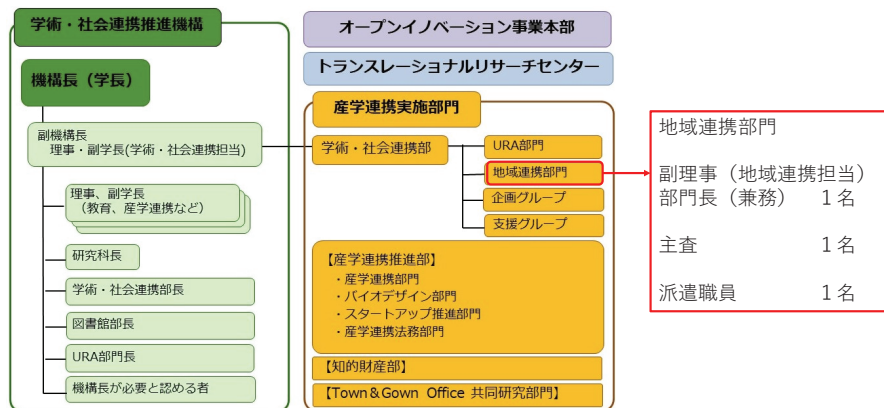 学術・社会連携推進機構
機構長（学長）
副機構長
理事・副学長(学術・社会連携担当)
理事、副学長
（教育、産学連携など）
研究科長
学術・社会連携部長
図書館部長
URA部門長
機構長が必要と認める者
オープンイノベーション事業本部
トランスレーショナルリサーチセンター
産学連携実施部門
学術・社会連携部
URA部門
地域連携部門
企画グループ
支援グループ
【産学連携推進部】
・産学連携部門
・バイオデザイン部門
・スタートアップ推進部門
・産学連携法務部門
【知的財産部】
【Town＆Gown Office 共同研究部門】
地域連携部門
副理事（地域連携担当）
部門長（兼務） 1名
主査 1名
派遣職員 1名